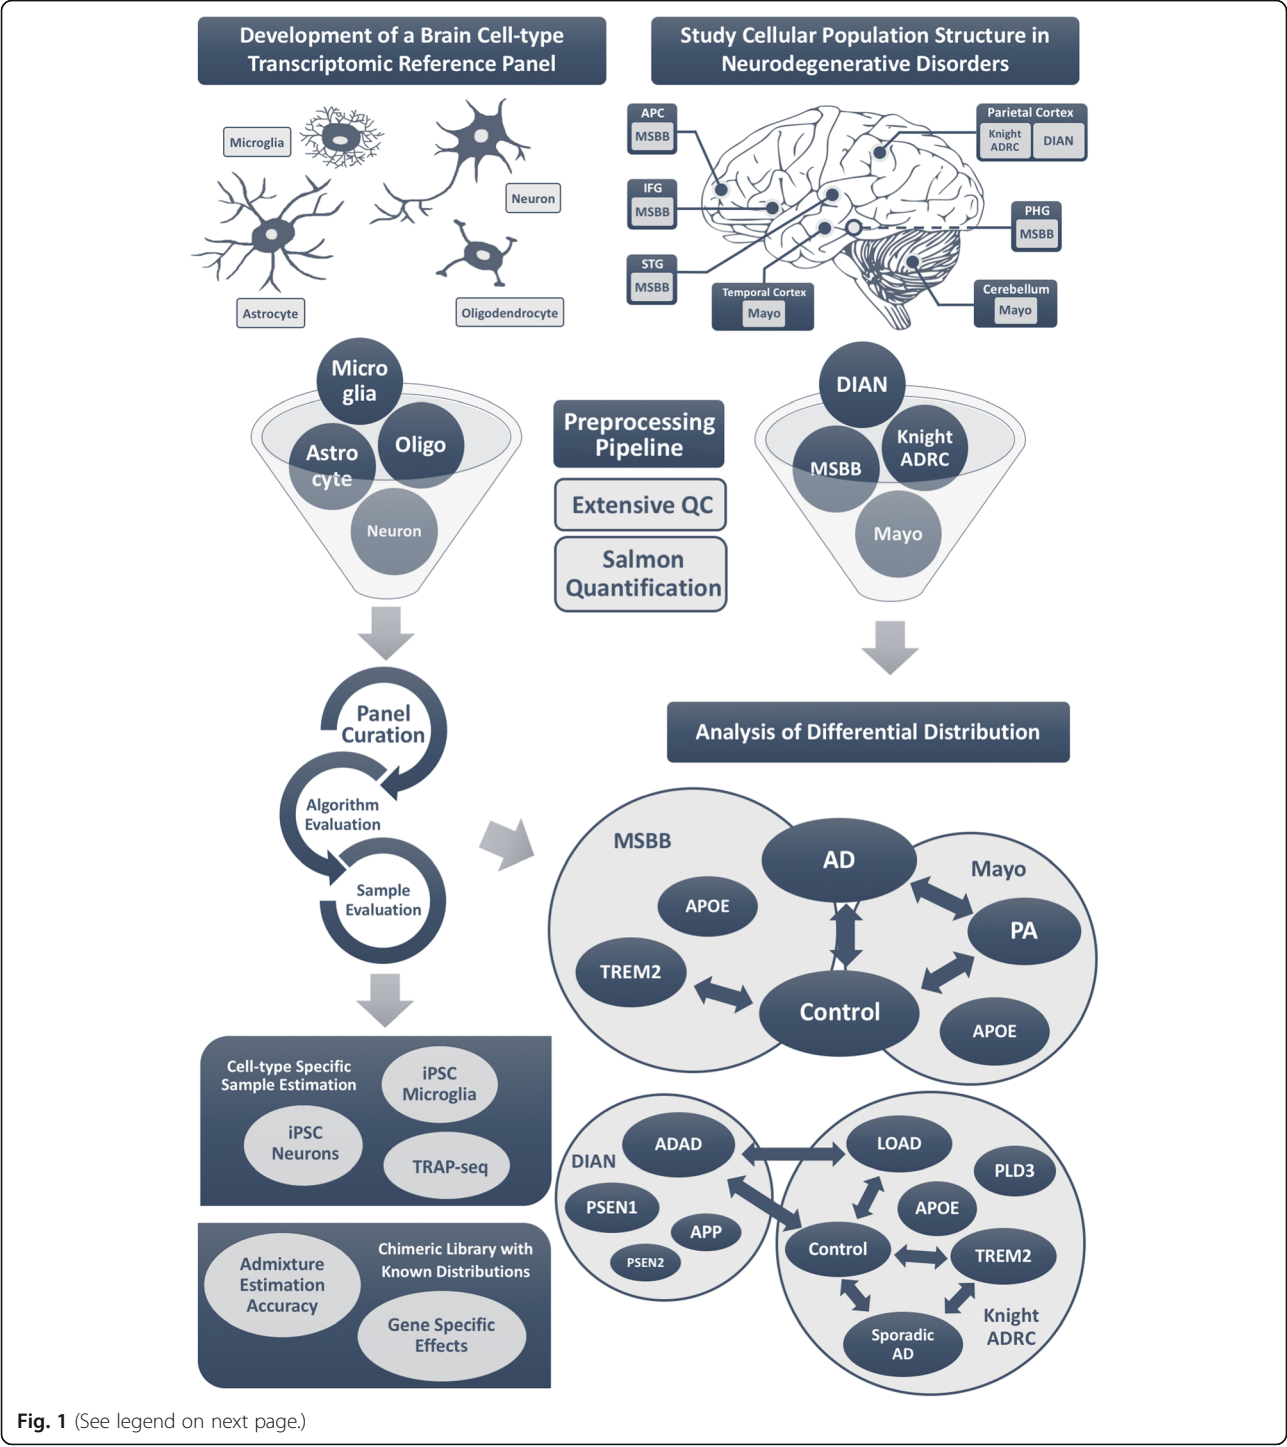 Development of a Brain Cell-type
Transcriptomic Reference Panel
Study Cellular Population Structure in
Neurodegenerative Disorders
Microglia
Neuron
Astrocyte
Oligodendrocyte
APC
MSBB
IFG
MSBB
STG
MSBB
Temporal Cortex
Mayo
Parietal Cortex
Knight
ADRC
DIAN
PHG
MSBB
Cerebellum
Mayo
Micro
glia
Astro
cyte
Oligo
Neuron
Preprocessing
Pipeline
Extensive QC
Salmon
Quantification
DIAN
MSBB
Knight
ADRC
Mayo
Panel
Curation
Algorithm
Evaluation
Sample
Evaluation
Analysis of Differential Distribution
MSBB
AD
Mayo
APOE
PA
TREM2
Control
APOE
Cell-type Specific
Sample Estimation
iPSC
Microglia
iPSC
Neurons
TRAP-seq
DIAN
ADAD
PSEN1
APP
PSEN2
LOAD
PLD3
APOE
Control
TREM2
Sporadic
AD
Knight
ADRC
Admixture
Estimation
Accuracy
Chimeric Library with
Known Distributions
Gene Specific
Effects
Fig. 1 (See legend on next page.)